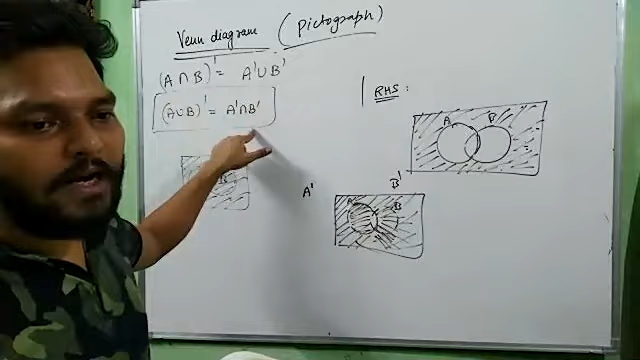 Venn diagram (Pictograph)
(A∩B)' = A'∪B'
(A∪B)' = A'∩B'
RHS :
A B
A' B'
A B
B